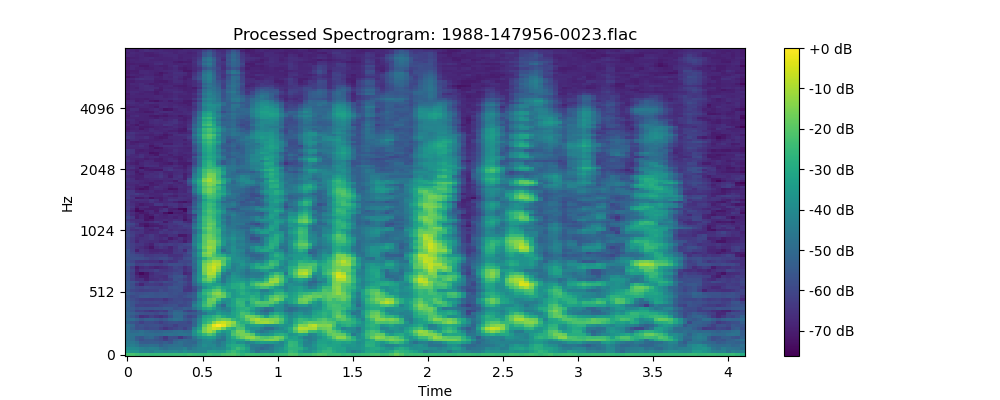 Processed Spectrogram: 1988-147956-0023.flac
Hz
4096
2048
1024
512
0
0
0.5
1
1.5
2
2.5
3
3.5
4
Time
+0 dB
-10 dB
-20 dB
-30 dB
-40 dB
-50 dB
-60 dB
-70 dB